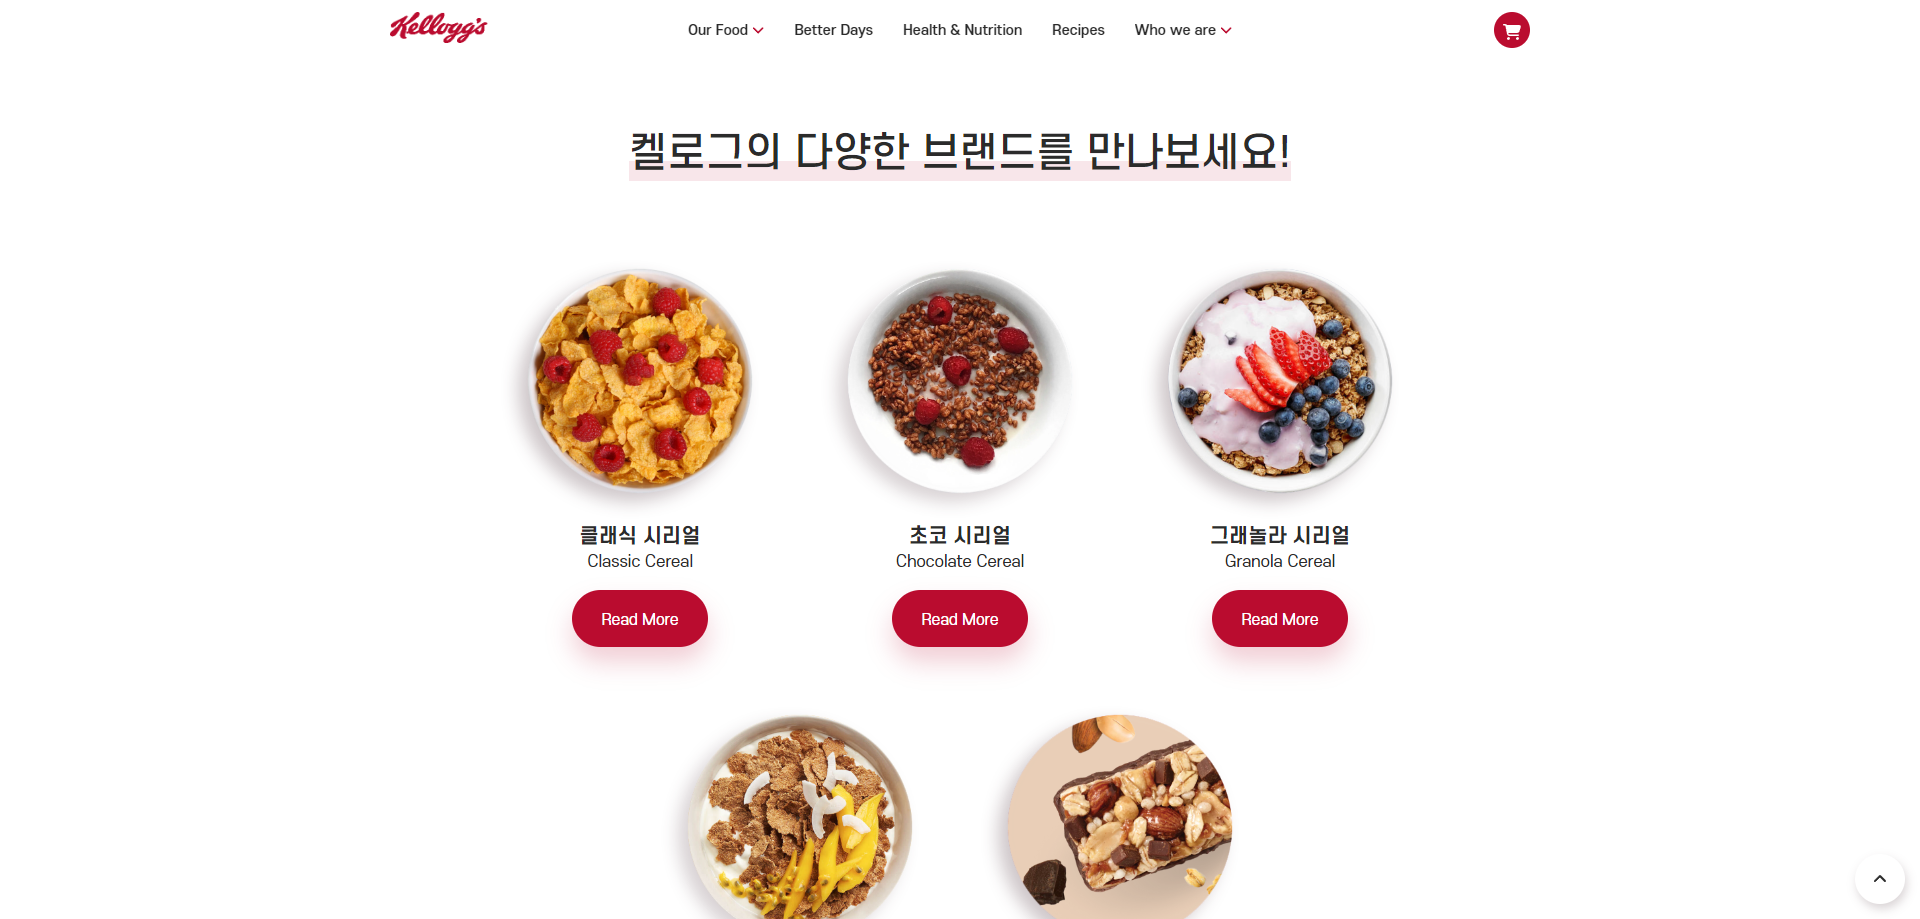 Kellogg's
Our Food
Better Days
Health & Nutrition
Recipes
Who we are
켈로그의 다양한 브랜드를 만나보세요!
클래식 시리얼
Classic Cereal
Read More
초코 시리얼
Chocolate Cereal
Read More
그래놀라 시리얼
Granola Cereal
Read More